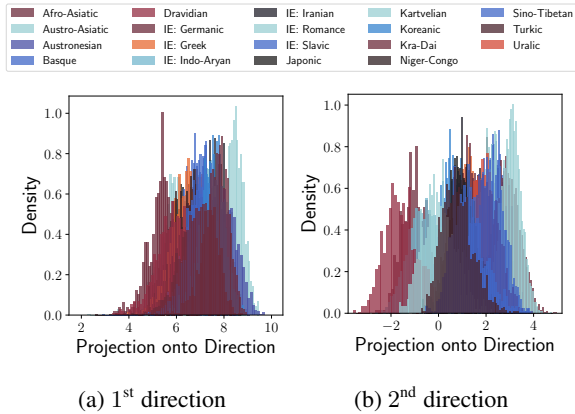 Afro-Asiatic Dravidian IE: Iranian Kartvelian Sino-Tibetan
Austro-Asiatic IE: Germanic IE: Romance Koreanic Turkic
Austronesian IE: Greek IE: Slavic Kra-Dai Uralic
Basque IE: Indo-Aryan Japonic Niger-Congo
1.0
0.8
0.6
0.4
0.2
0.0
Density
2 4 6 8 10
Projection onto Direction
(a) 1st direction
1.0
0.8
0.6
0.4
0.2
0.0
Density
−2 0 2 4
Projection onto Direction
(b) 2nd direction